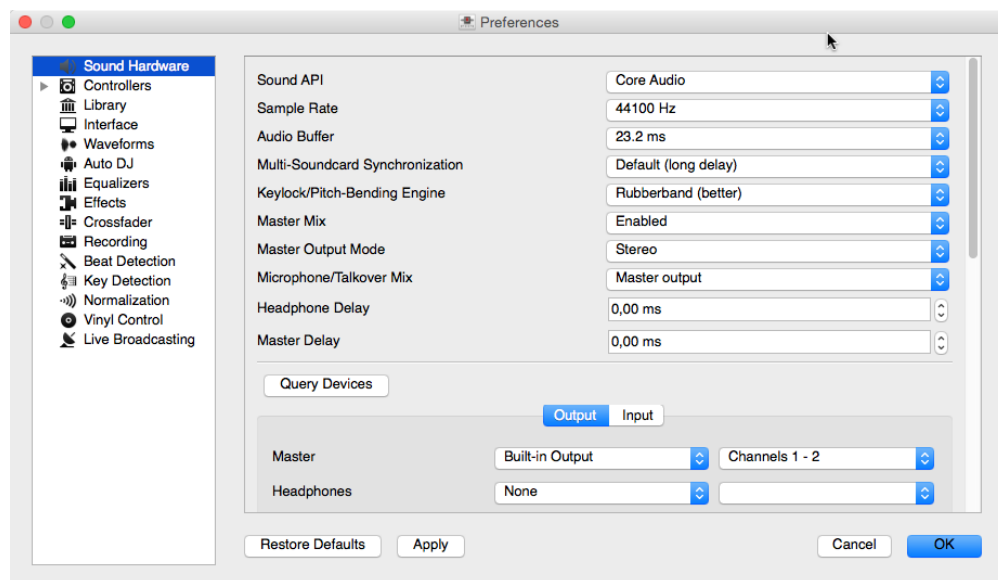 Preferences
Sound Hardware
Controllers
Library
Interface
Waveforms
Auto DJ
Equalizers
Effects
Crossfader
Recording
Beat Detection
Key Detection
Normalization
Vinyl Control
Live Broadcasting
Sound API Core Audio
Sample Rate 44100 Hz
Audio Buffer 23.2 ms
Multi-Soundcard Synchronization Default (long delay)
Keylock/Pitch-Bending Engine Rubberband (better)
Master Mix Enabled
Master Output Mode Stereo
Microphone/Talkover Mix Master output
Headphone Delay 0,00 ms
Master Delay 0,00 ms
Query Devices
Output Input
Master Built-in Output Channels 1 - 2
Headphones None
Restore Defaults Apply Cancel OK